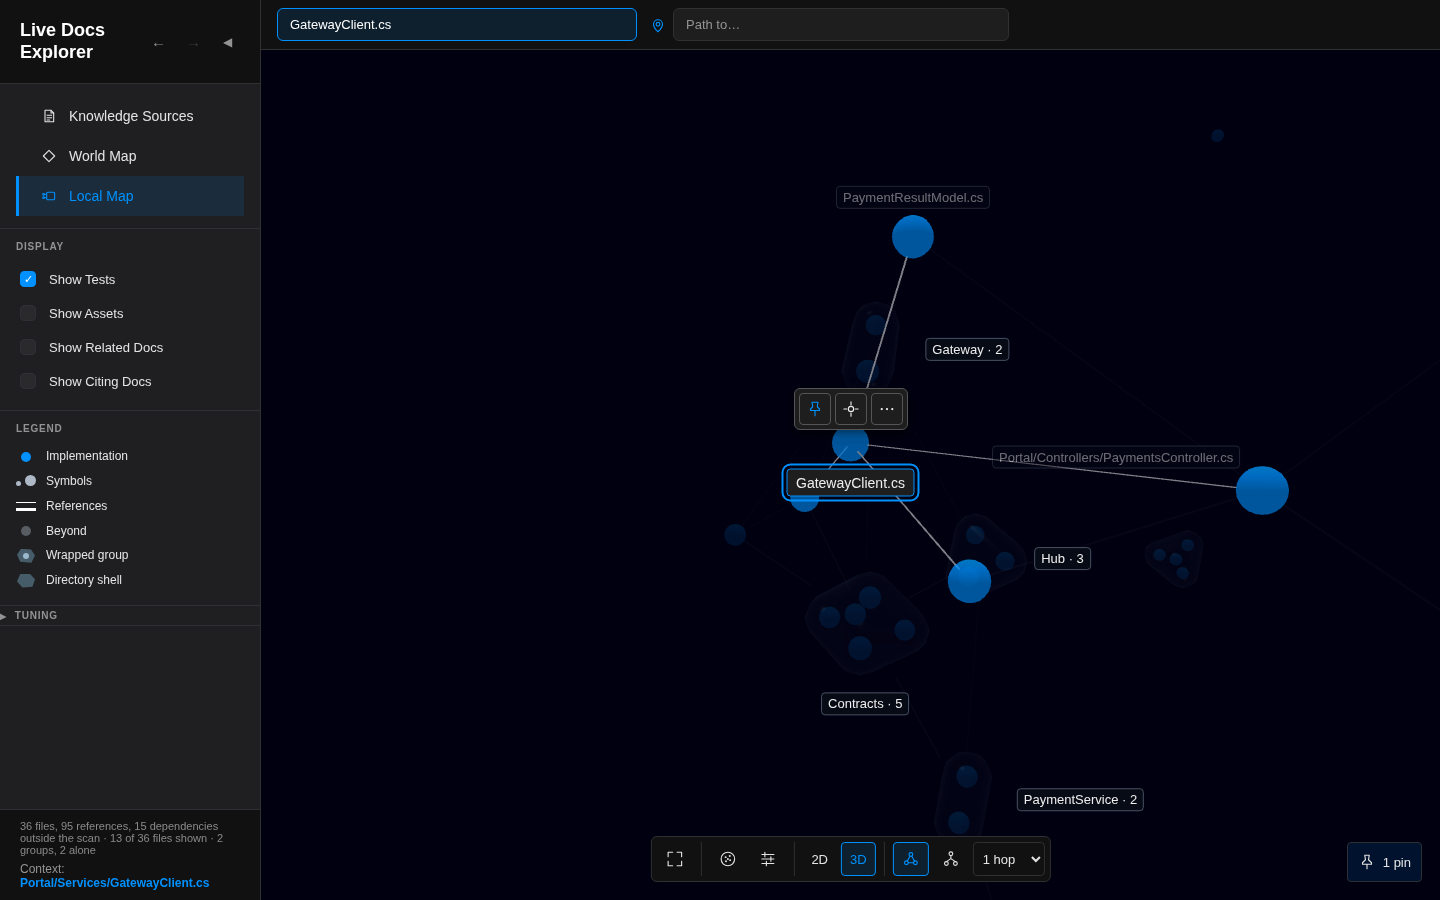 Live Docs
Explorer
Knowledge Sources
World Map
Local Map
DISPLAY
Show Tests
Show Assets
Show Related Docs
Show Citing Docs
LEGEND
Implementation
Symbols
References
Beyond
Wrapped group
Directory shell
TUNING
36 files, 95 references, 15 dependencies
outside the scan · 13 of 36 files shown · 2
groups, 2 alone
Context:
Portal/Services/GatewayClient.cs
GatewayClient.cs
Path to…
PaymentResultModel.cs
Gateway · 2
Portal/Controllers/PaymentsController.cs
GatewayClient.cs
Hub · 3
Contracts · 5
PaymentService · 2
2D
3D
1 hop
1 pin